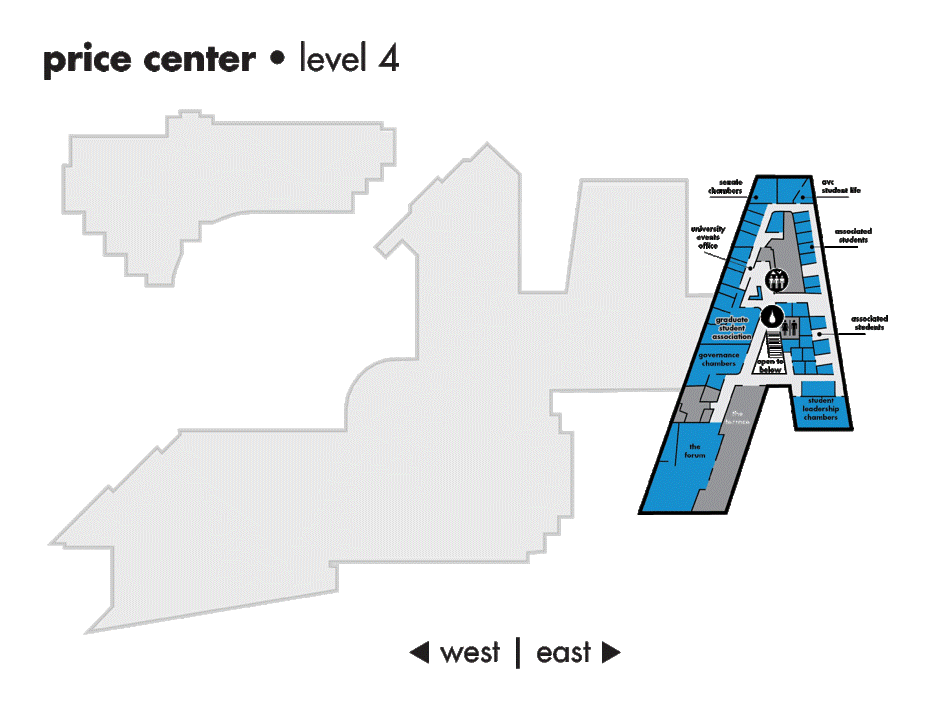 price center • level 4
senate
chambers
avc
student life
university
events
office
associated
students
graduate
student
association
associated
students
governance
chambers
open to
below
student
leadership
chambers
the
terrace
the
forum
◀ west | east ▶